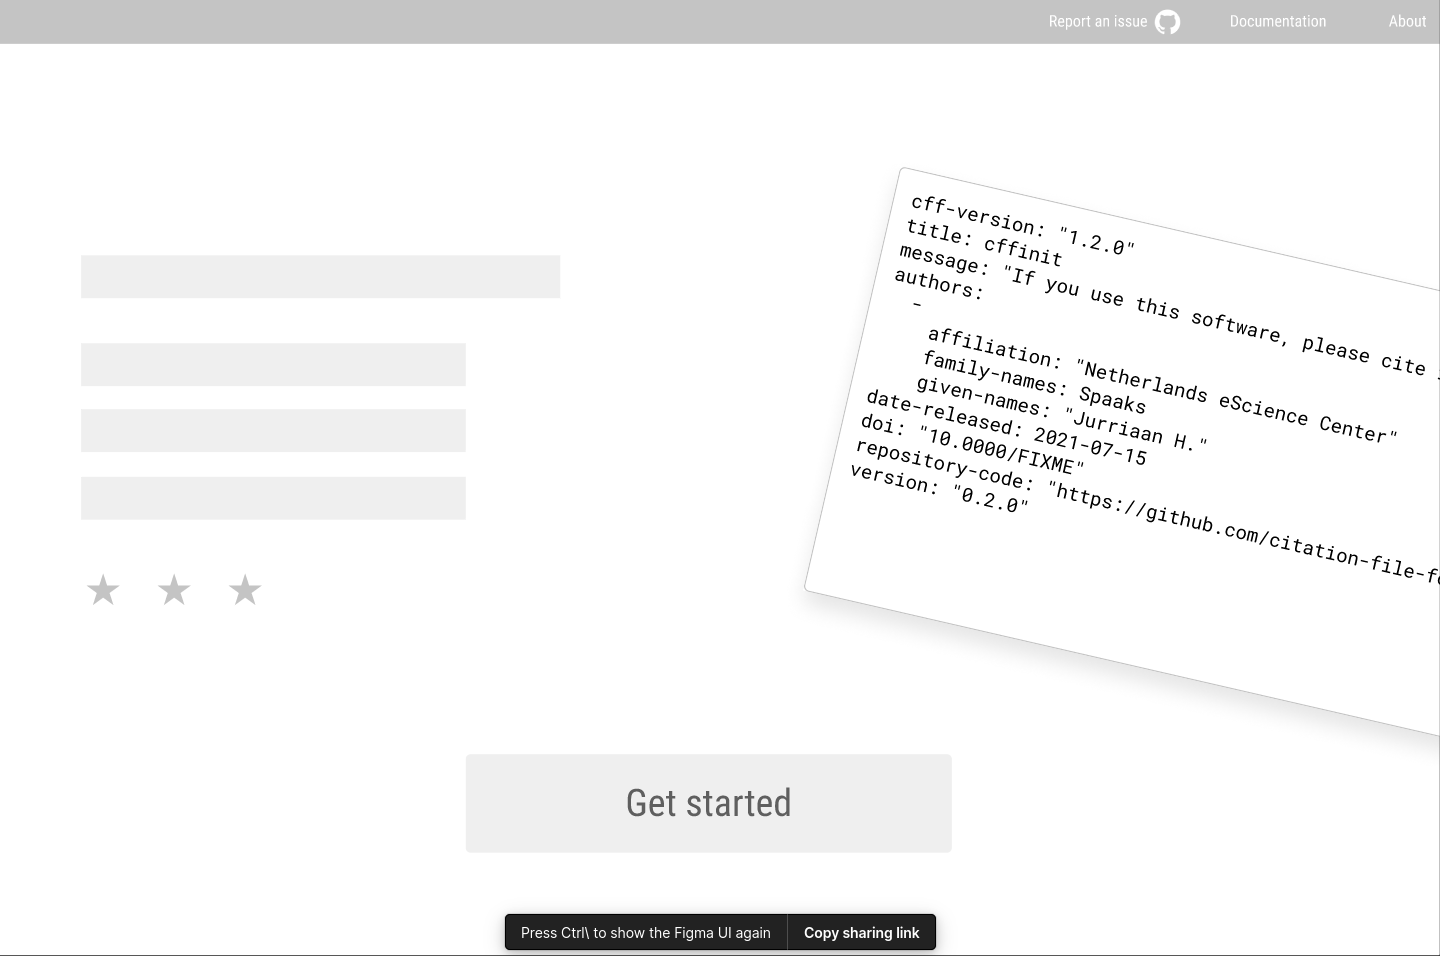 Report an issue
Documentation
About
cff-version: "1.2.0"
title: cffinit
message: "If you use this software, please cite
authors:
-
affiliation: "Netherlands eScience Center"
family-names: Spaaks
given-names: "Jurriaan H."
date-released: 2021-07-15
doi: "10.0000/FIXME"
repository-code: "https://github.com/citation-file-fo
version: "0.2.0"
Get started
Press Ctrl\ to show the Figma UI again
Copy sharing link